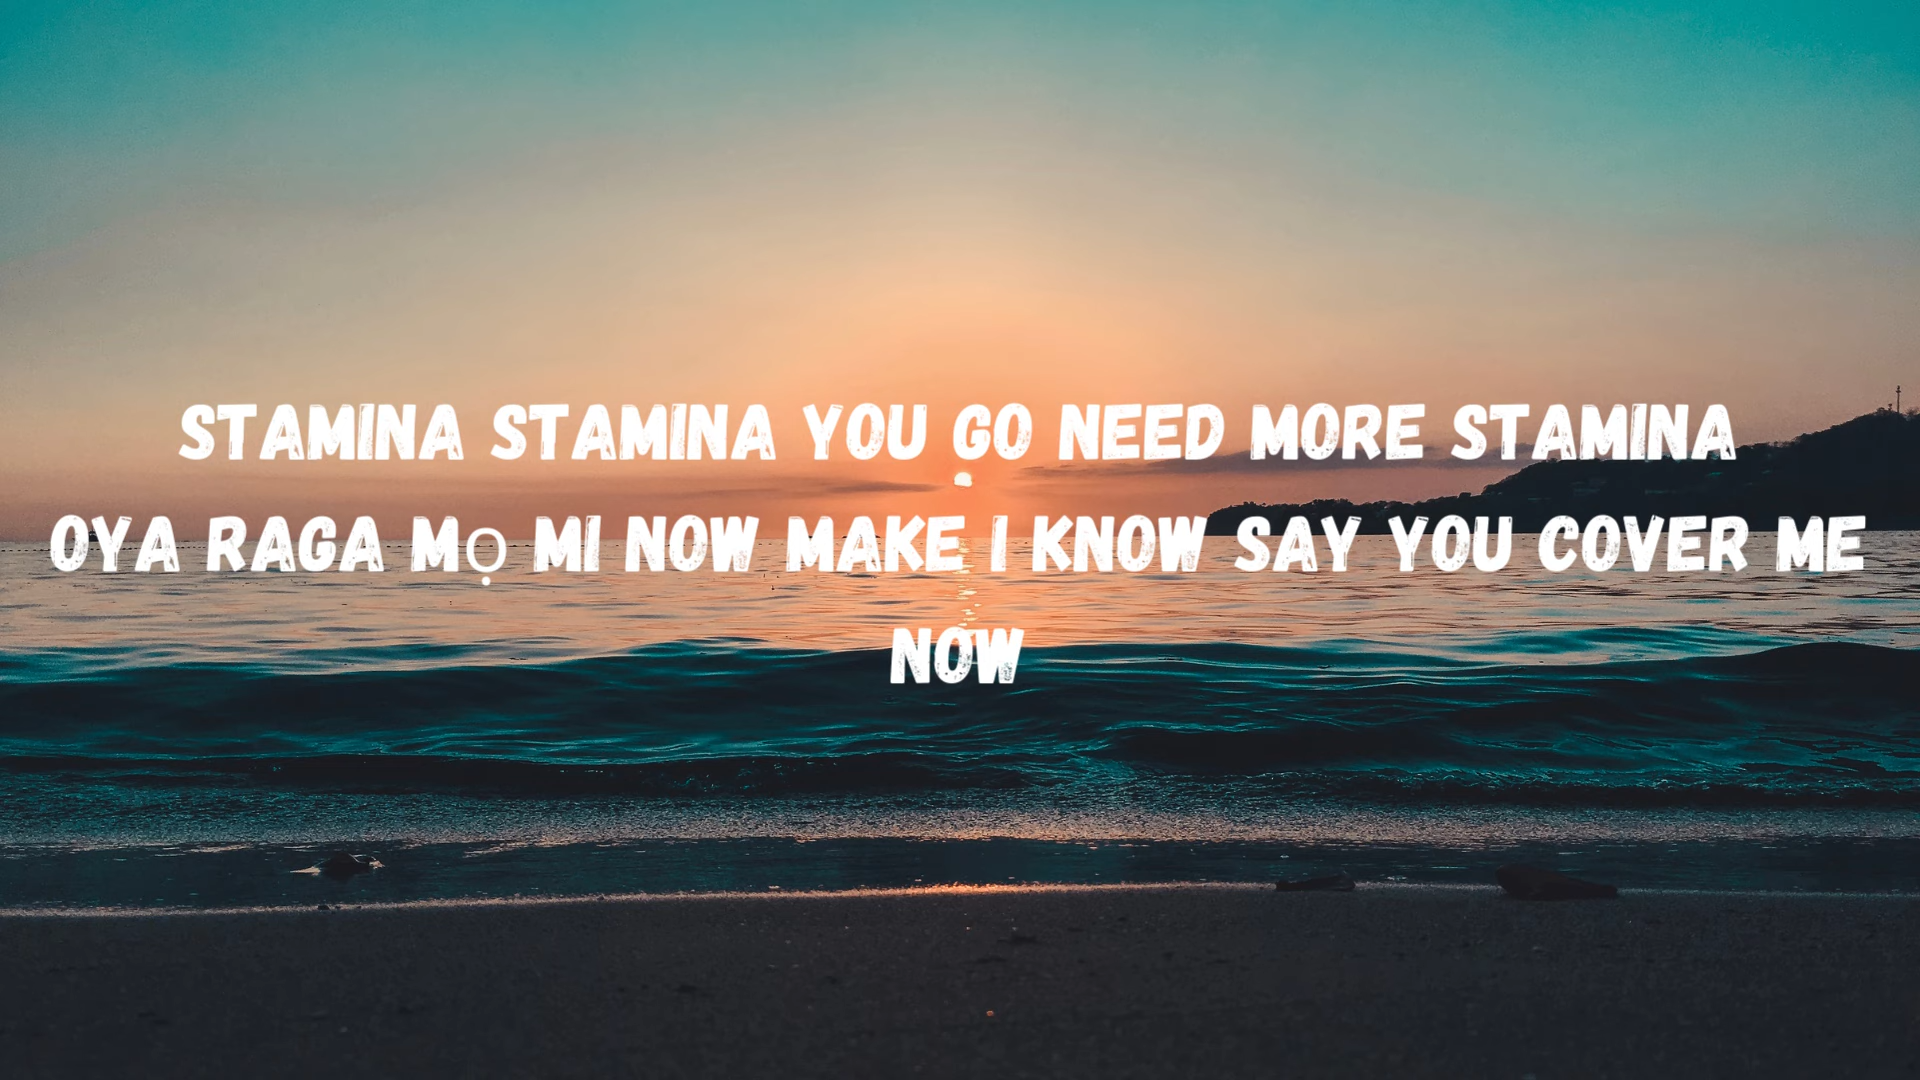 STAMINA STAMINA YOU GO NEED MORE STAMINA
OYA RAGA MỌ MI NOW MAKE I KNOW SAY YOU COVER ME
NOW